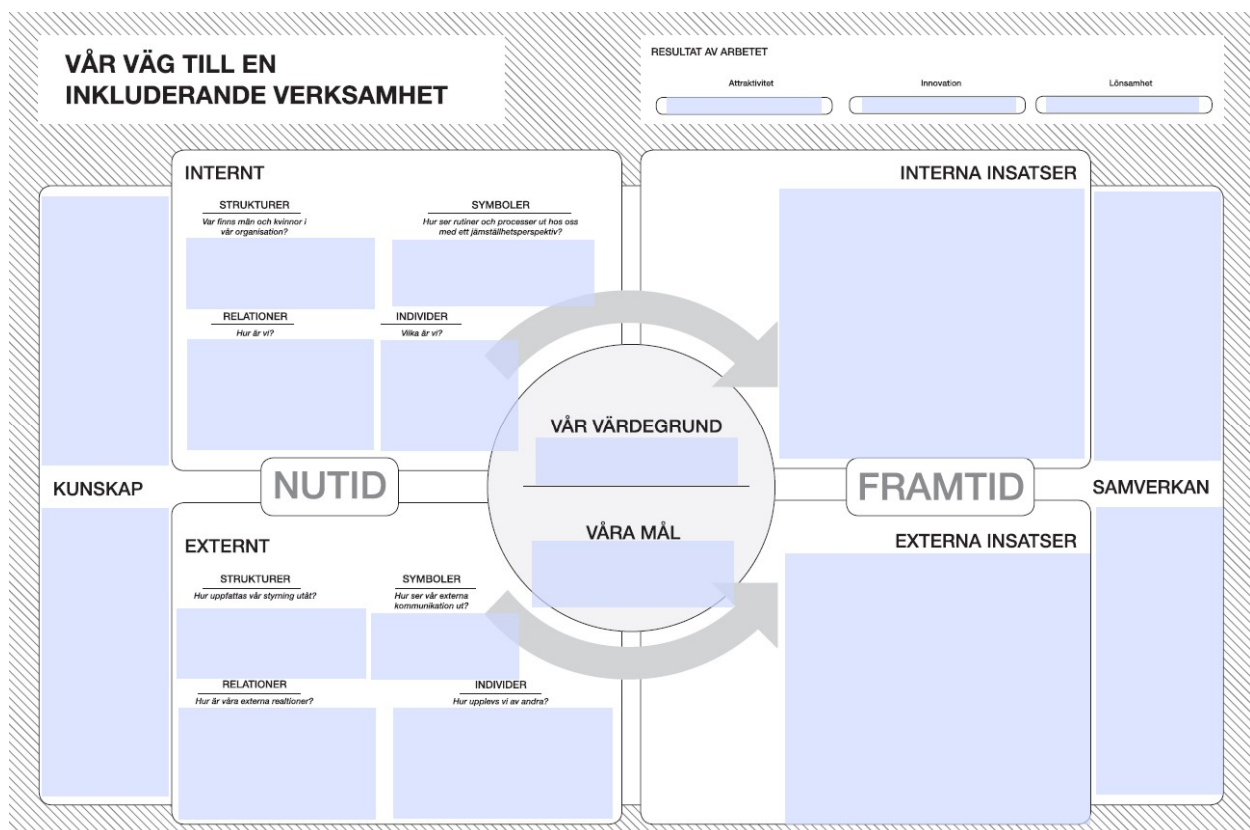 VÅR VÄG TILL EN
INKLUDERANDE VERKSAMHET
RESULTAT AV ARBETET
Attraktivitet
Innovation
Lönsamhet
INTERNT
STRUKTURER
Var finns män och kvinnor i
vår organisation?
SYMBOLER
Hur ser rutiner och processer ut hos oss
med ett jämställhetsperspektiv?
RELATIONER
Hur är vi?
INDIVIDER
Vilka är vi?
INTERNA INSATSER
VÅR VÄRDEGRUND
KUNSKAP
NUTID
FRAMTID
SAMVERKAN
VÅRA MÅL
EXTERNT
STRUKTURER
Hur uppfattas vår styrning utåt?
SYMBOLER
Hur ser vår externa
kommunikation ut?
RELATIONER
Hur är våra externa realtioner?
INDIVIDER
Hur upplevs vi av andra?
EXTERNA INSATSER